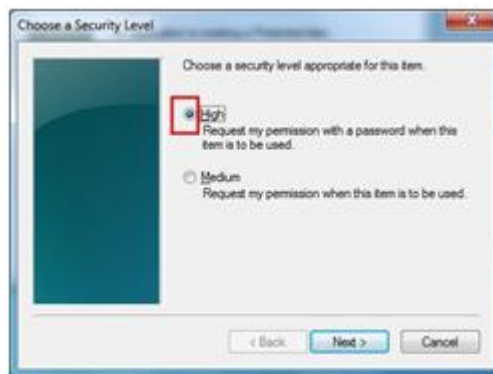 Choose a Security Level
Choose a security level appropriate for this item.
High
Request my permission with a password when this
item is to be used.
Medium
Request my permission when this item is to be used.
< Back
Next >
Cancel